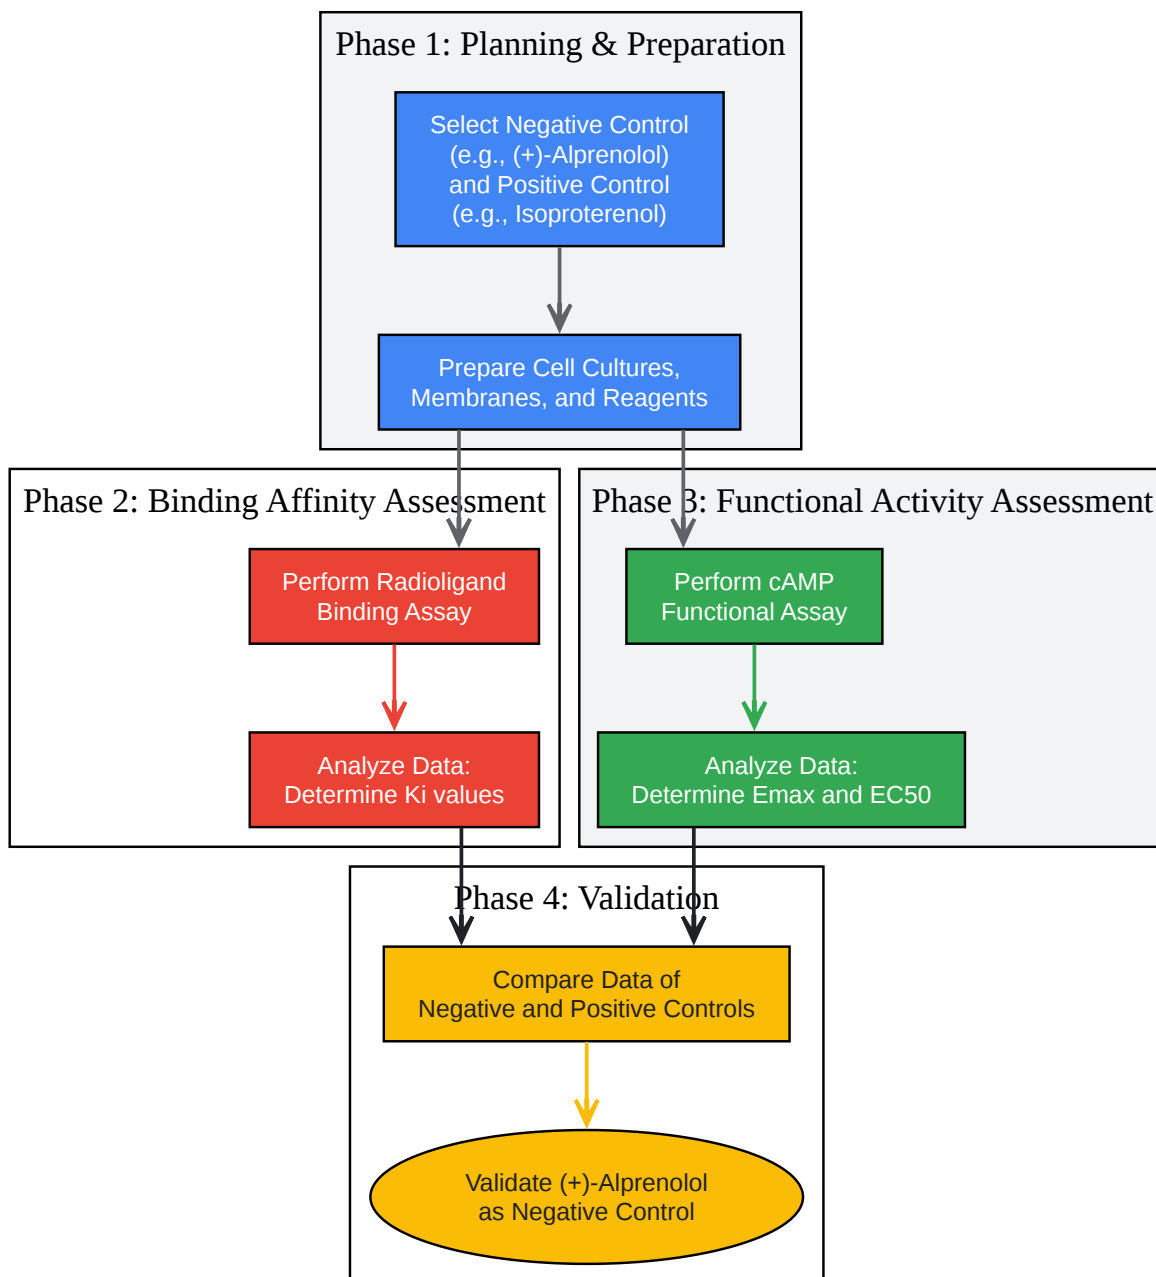 Phase 1: Planning & Preparation
Select Negative Control
(e.g., (+)-Alprenolol)
and Positive Control
(e.g., Isoproterenol)
Prepare Cell Cultures,
Membranes, and Reagents
Phase 2: Binding Affinity Assessment
Perform Radioligand
Binding Assay
Analyze Data:
Determine Ki values
Phase 3: Functional Activity Assessment
Perform cAMP
Functional Assay
Analyze Data:
Determine Emax and EC50
Phase 4: Validation
Compare Data of
Negative and Positive Controls
Validate (+)-Alprenolol
as Negative Control